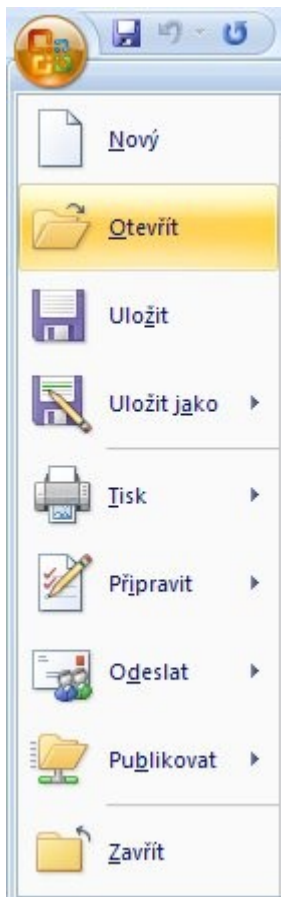 Nový
Otevřít
Uložit
Uložit jako
Tisk
Připravit
Odeslat
Publikovat
Zavřít